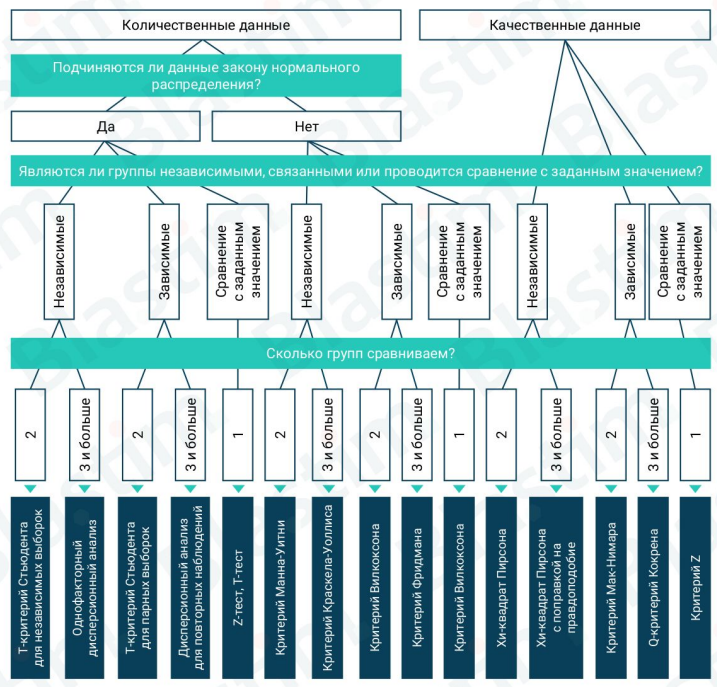 Количественные данные
Качественные данные
Подчиняются ли данные закону нормального
распределения?
Да
Нет
Являются ли группы независимыми, связанными или проводится сравнение с заданным значением?
Независимые
Зависимые
Сравнение
с заданным
значением
Независимые
Зависимые
Сравнение
с заданным
значением
Независимые
Зависимые
Сравнение
с заданным
значением
Сколько групп сравниваем?
2
3 и больше
2
3 и больше
1
2
3 и больше
2
3 и больше
1
2
3 и больше
2
3 и больше
1
Т-критерий Стьюдента
для независимых выборок
Однофакторный
дисперсионный анализ
Т-критерий Стьюдента
для парных выборок
Дисперсионный анализ
для повторных наблюдений
Z-тест, Т-тест
Критерий Манна-Уитни
Критерий Краскела-Уоллиса
Критерий Вилкоксона
Критерий Фридмана
Критерий Вилкоксона
Хи-квадрат Пирсона
Хи-квадрат Пирсона
с поправкой на
правдоподобие
Критерий Мак-Нимара
Q-критерий Кокрена
Критерий Z
Blastim